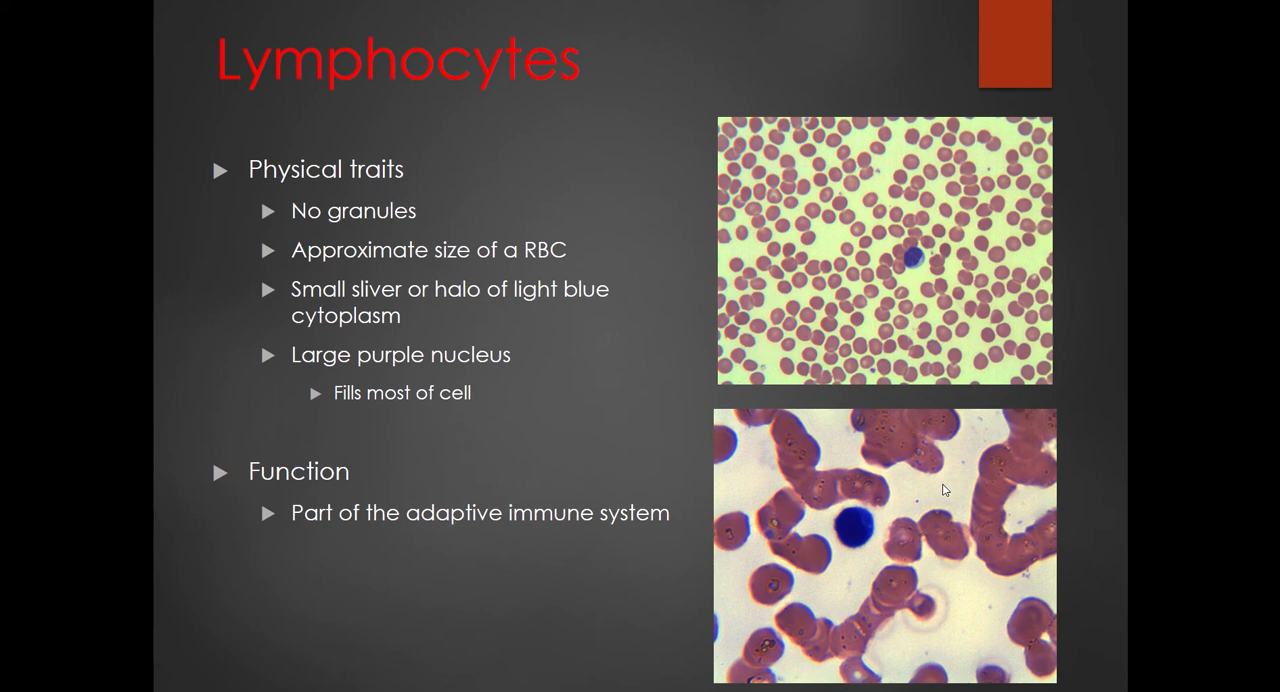 Lymphocytes
Physical traits
No granules
Approximate size of a RBC
Small sliver or halo of light blue
cytoplasm
Large purple nucleus
Fills most of cell
Function
Part of the adaptive immune system